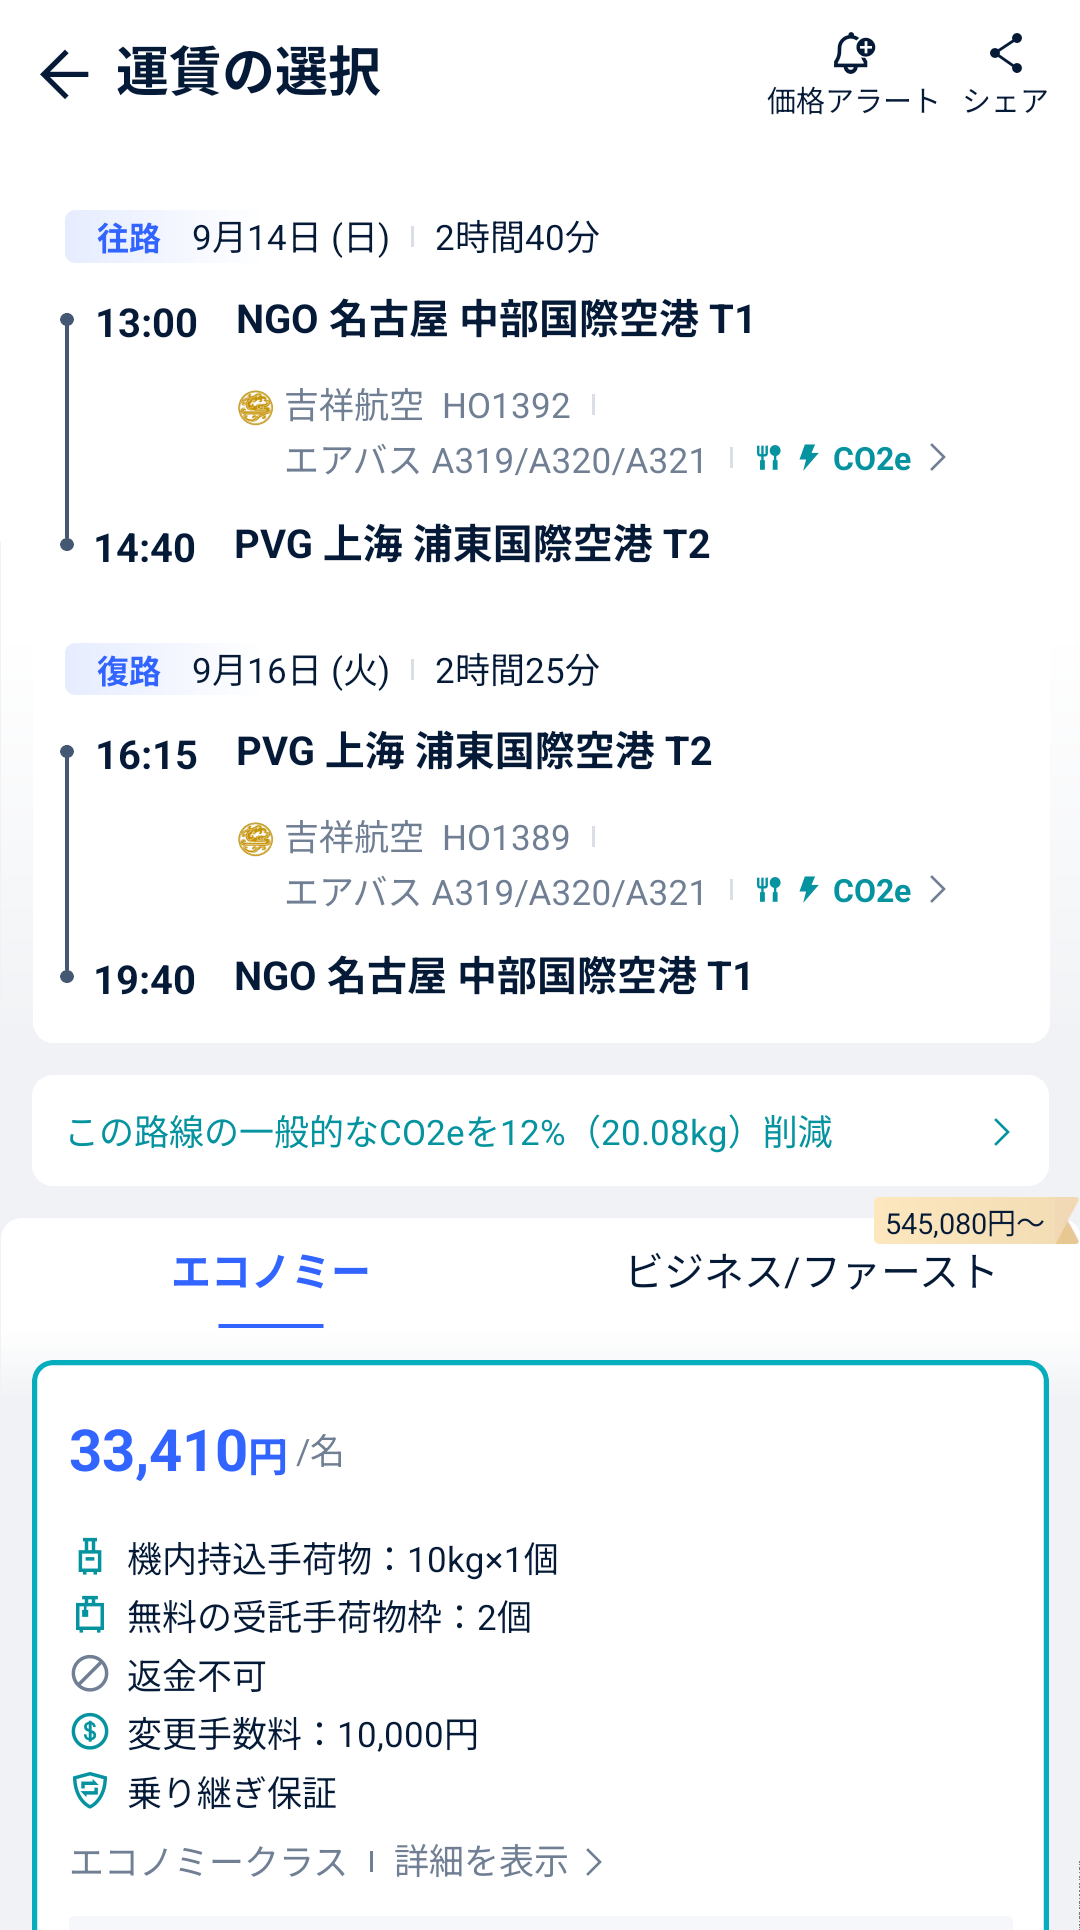 運賃の選択
価格アラート シェア
往路 9月14日 (日) 2時間40分
13:00 NGO 名古屋 中部国際空港 T1
吉祥航空 HO1392
エアバス A319/A320/A321 CO2e
14:40 PVG 上海 浦東国際空港 T2
復路 9月16日 (火) 2時間25分
16:15 PVG 上海 浦東国際空港 T2
吉祥航空 HO1389
エアバス A319/A320/A321 CO2e
19:40 NGO 名古屋 中部国際空港 T1
この路線の一般的なCO2eを12%（20.08kg）削減
545,080円～
エコノミー ビジネス/ファースト
33,410円 /名
機内持込手荷物：10kg×1個
無料の受託手荷物枠：2個
返金不可
変更手数料：10,000円
乗り継ぎ保証
エコノミークラス 詳細を表示